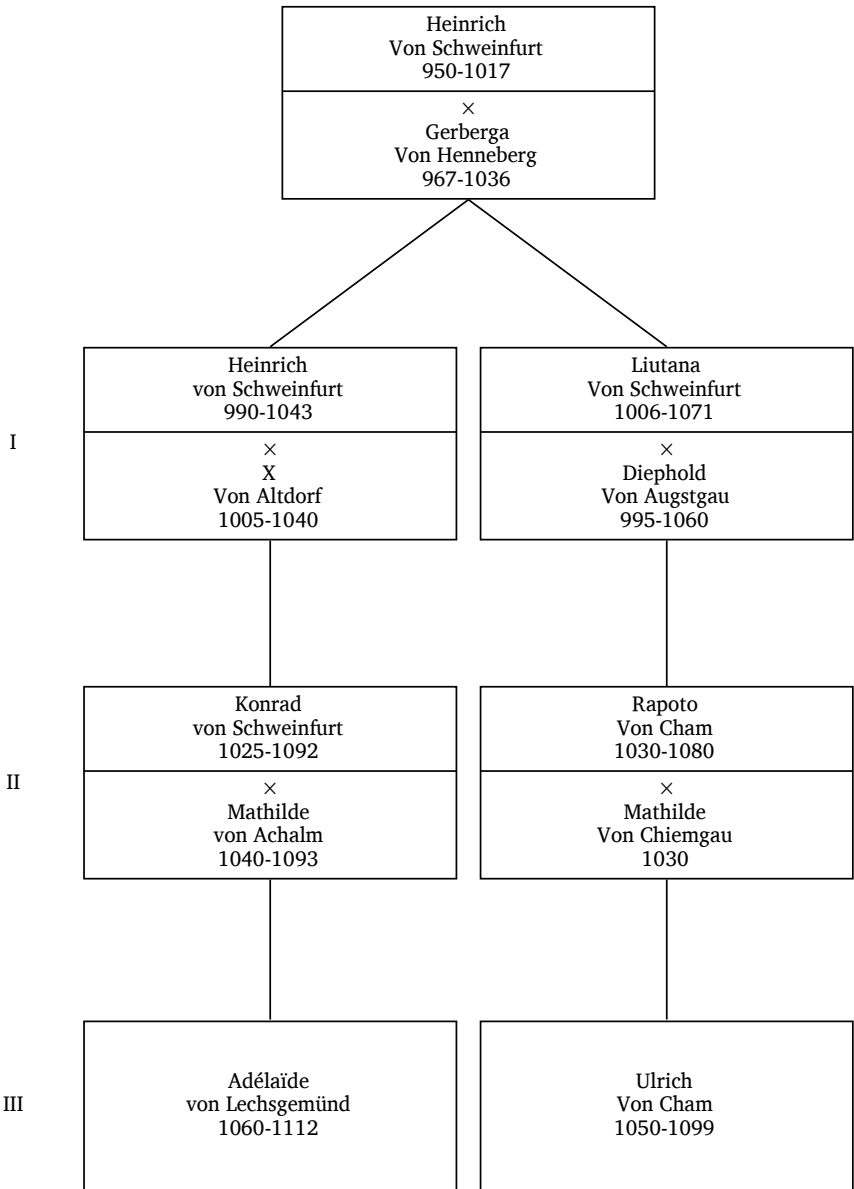 Heinrich
Von Schweinfurt
950-1017
×
Gerberga
Von Henneberg
967-1036
Heinrich
von Schweinfurt
990-1043
×
X
Von Altdorf
1005-1040
Liutana
Von Schweinfurt
1006-1071
×
Diephold
Von Augstgau
995-1060
I
Konrad
von Schweinfurt
1025-1092
×
Mathilde
von Achalm
1040-1093
Rapoto
Von Cham
1030-1080
×
Mathilde
Von Chiemgau
1030
II
Adélaïde
von Lechsgemünd
1060-1112
Ulrich
Von Cham
1050-1099
III